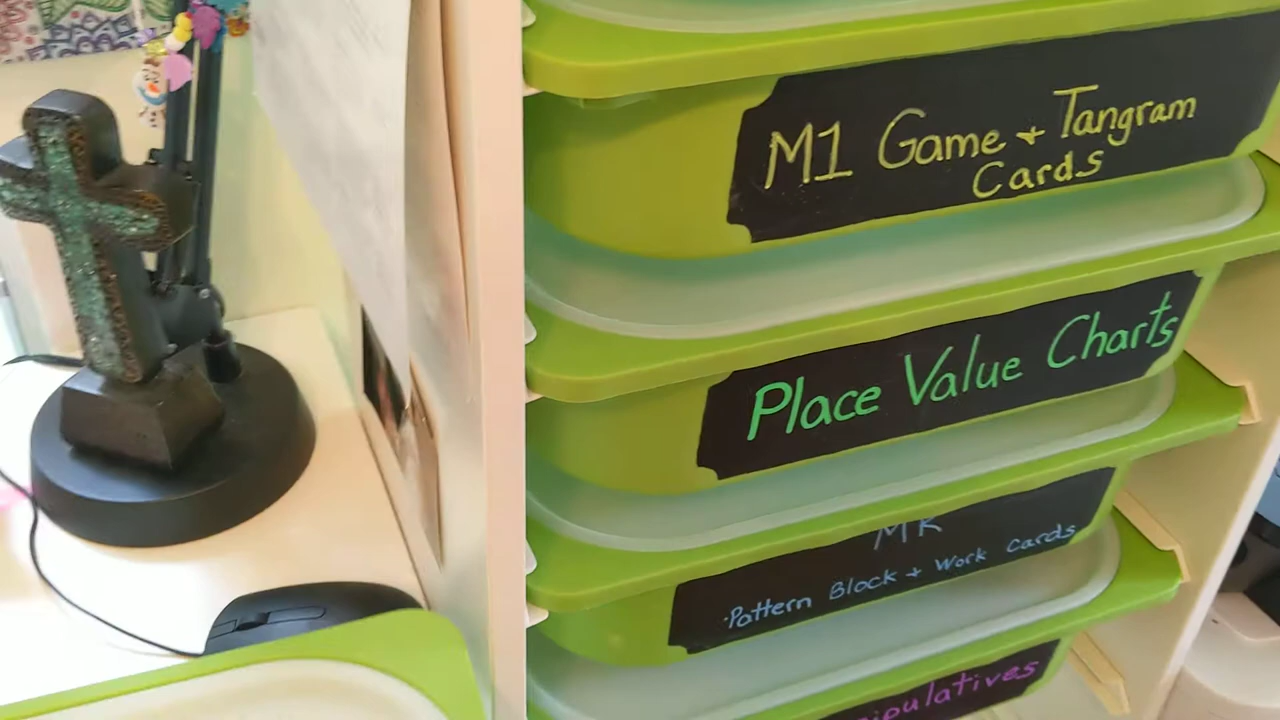 M1 Game + Tangram
Cards
Place Value Charts
MK
Pattern Block + Work Cards